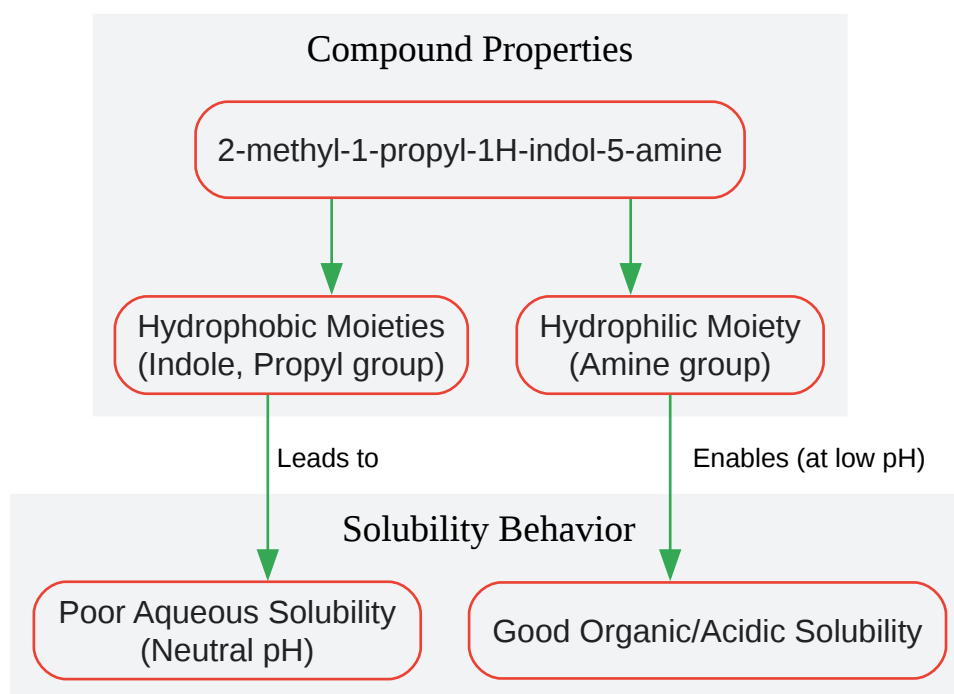 Compound Properties
2-methyl-1-propyl-1H-indol-5-amine
Hydrophobic Moieties
(Indole, Propyl group)
Hydrophilic Moiety
(Amine group)
Leads to
Enables (at low pH)
Solubility Behavior
Poor Aqueous Solubility
(Neutral pH)
Good Organic/Acidic Solubility